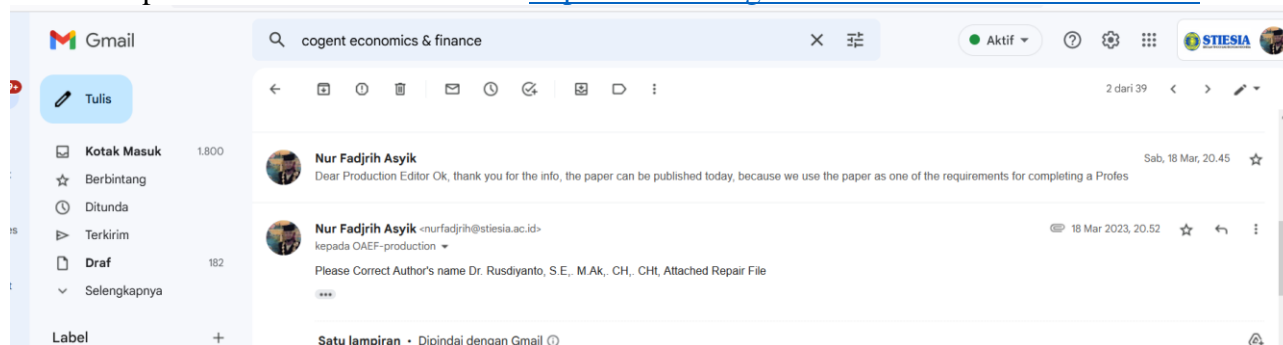 Gmail
cogent economics & finance
Aktif
STIESIA
Tulis
2 dari 39
Kotak Masuk 1.800
Berbintang
Ditunda
Terkirim
Draf 182
Selengkapnya
Label
Nur Fadjrih Asyik Sab, 18 Mar, 20.45
Dear Production Editor Ok, thank you for the info, the paper can be published today, because we use the paper as one of the requirements for completing a Profes
Nur Fadjrih Asyik <nurfadjrih@stiesia.ac.id> 18 Mar 2023, 20.52
kepada OAEF-production
Please Correct Author's name Dr. Rusdiyanto, S.E,. M.Ak,. CH,. CHt, Attached Repair File
Satu lampiran • Dipindai dengan Gmail